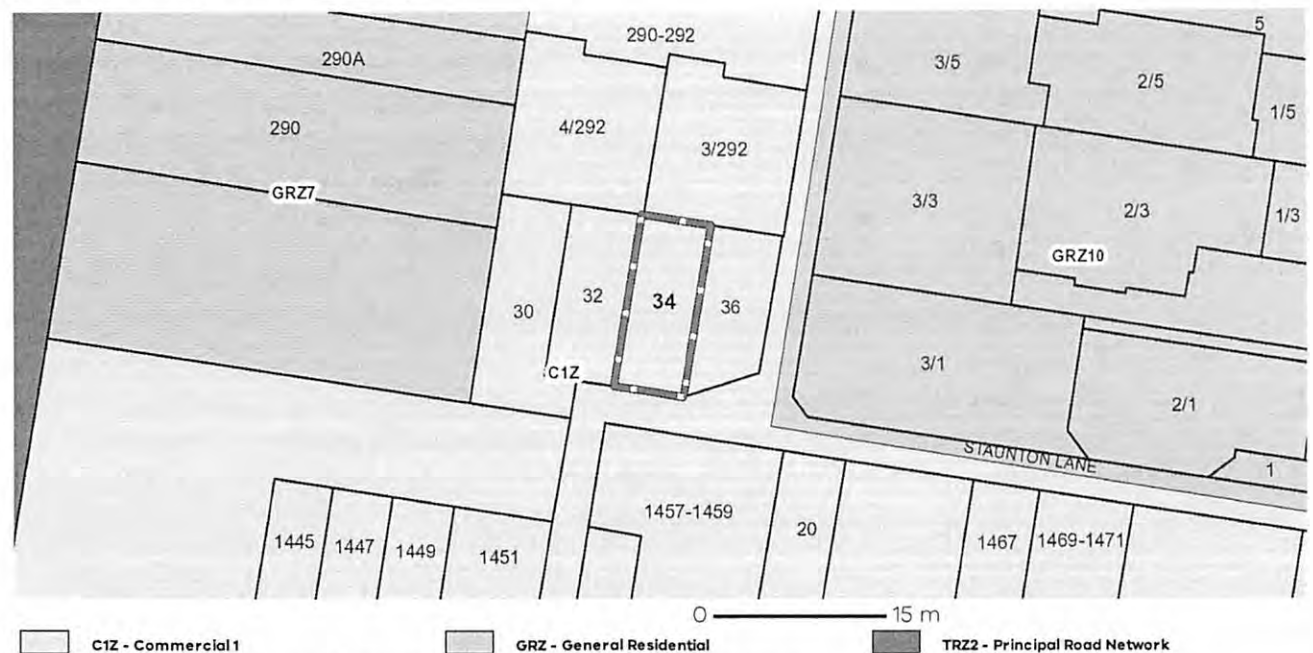 290-292
5
290A
3/5
2/5
1/5
290
4/292
3/292
GRZ7
3/3
2/3
1/3
GRZ10
30
32
34
36
C1Z
3/1
2/1
STAUNTON LANE
1
1445
1447
1449
1451
1457-1459
20
1467
1469-1471
0 15 m
C1Z - Commercial 1
GRZ - General Residential
TRZ2 - Principal Road Network